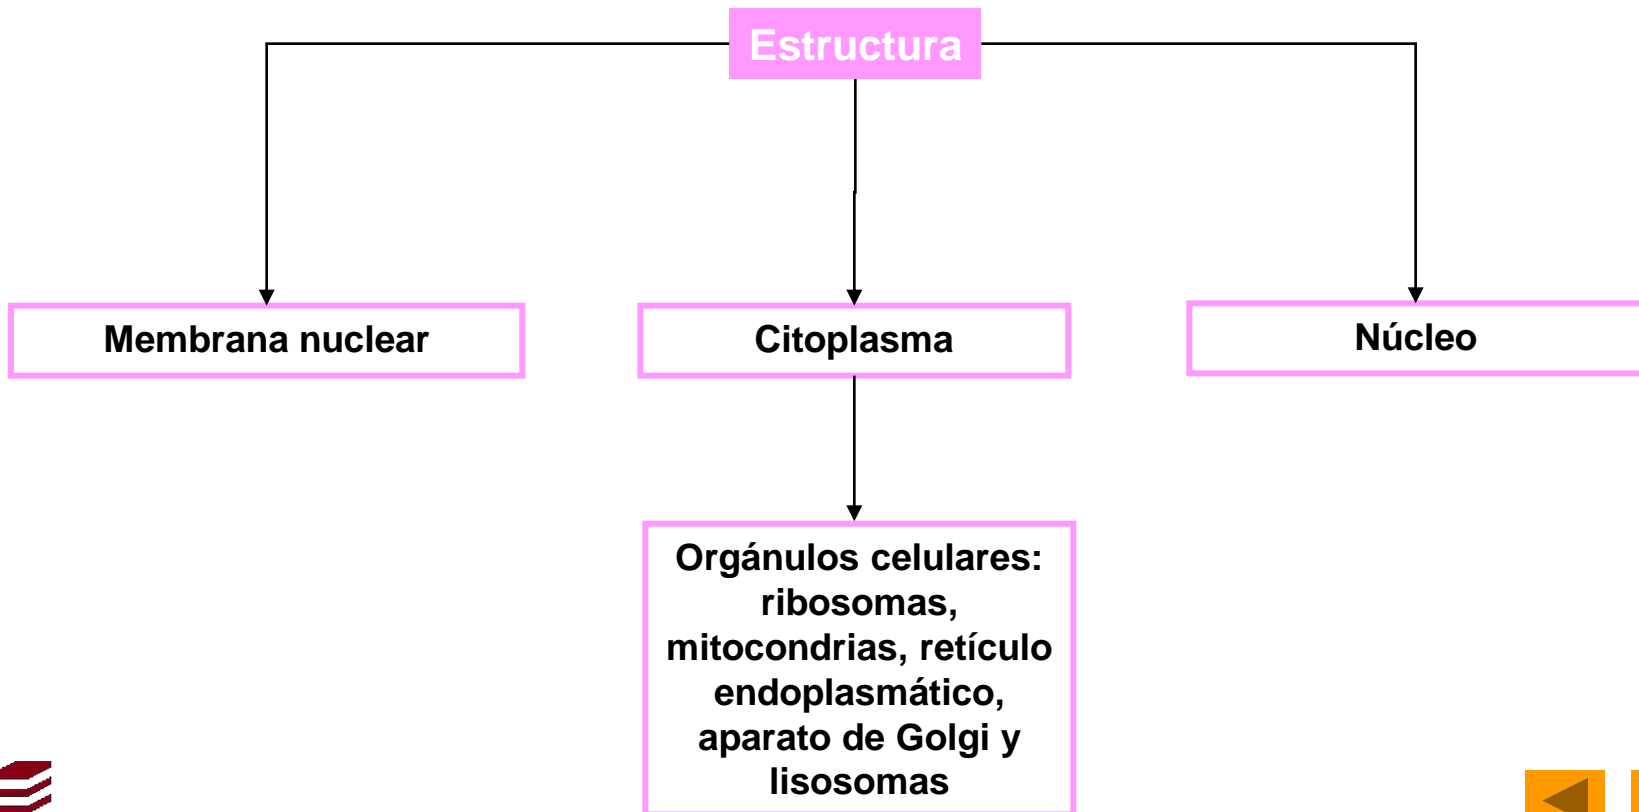 Estructura
Membrana nuclear
Citoplasma
Núcleo
Orgánulos celulares:
ribosomas,
mitocondrias, retículo
endoplasmático,
aparato de Golgi y
lisosomas